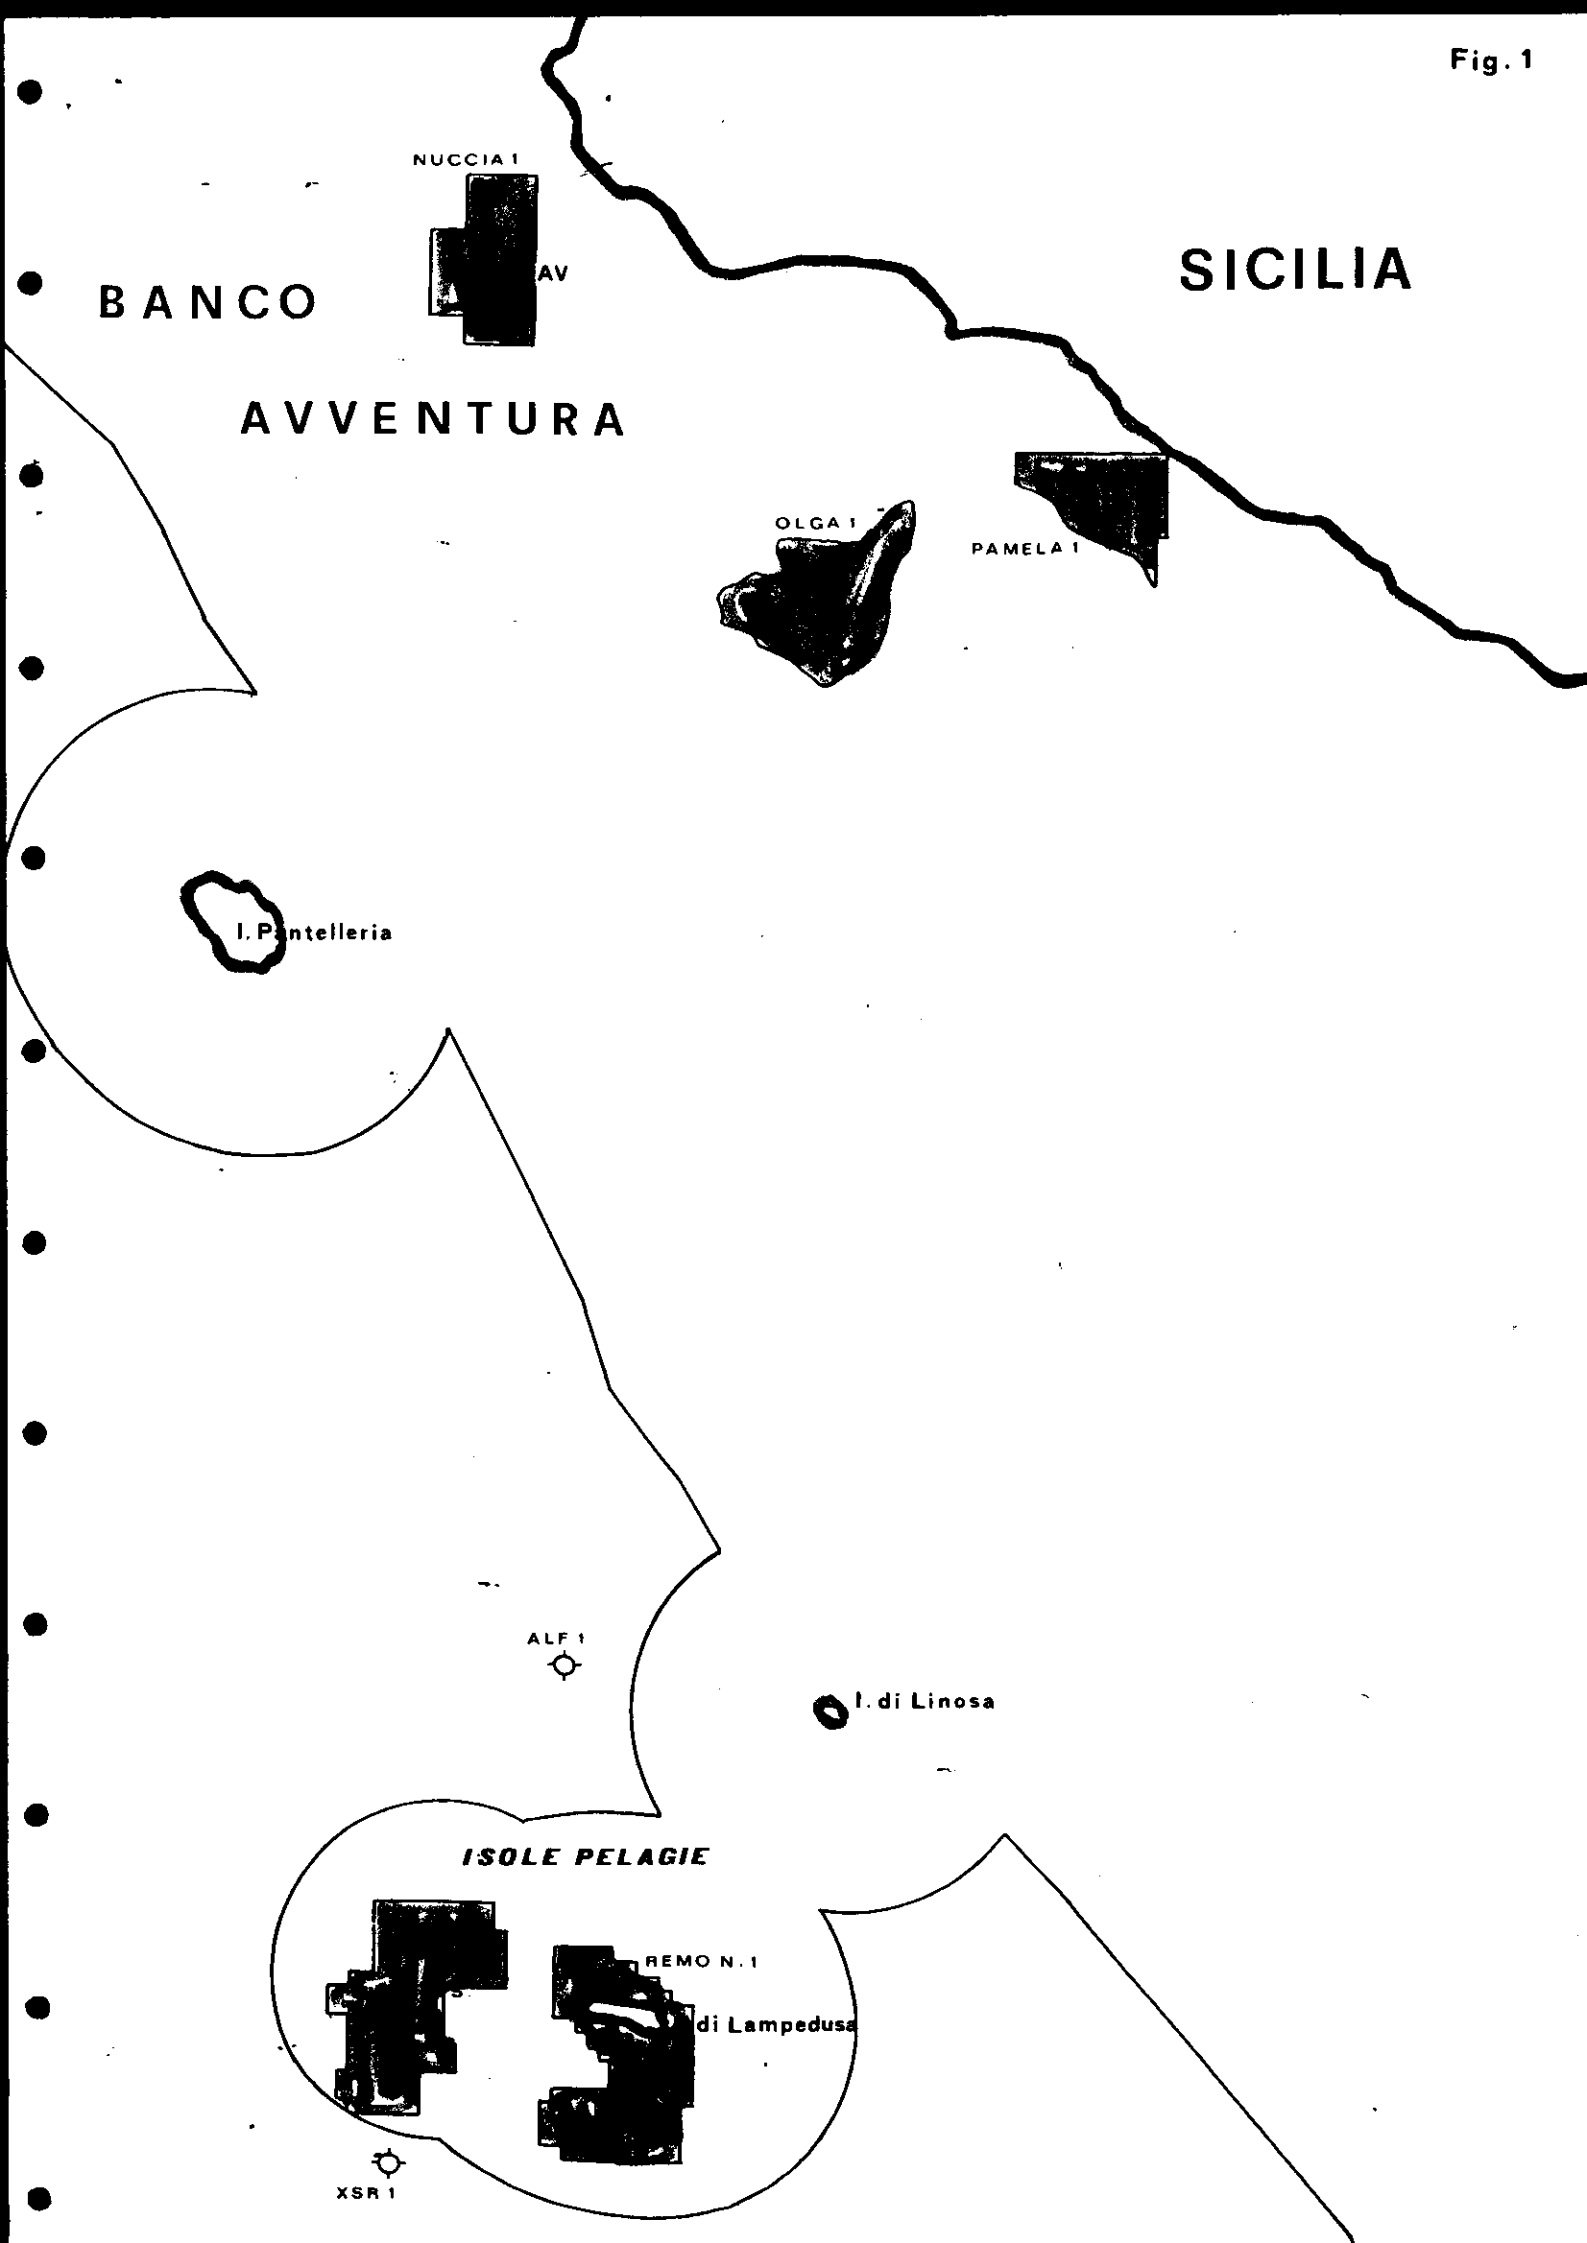 Fig. 1
NUCCIA 1
AV
SICILIA
BANCO
AVVENTURA
OLGA 1
PAMELA 1
I. Pantelleria
ALF 1
I. di Linosa
ISOLE PELAGIE
REMO N. 1
S
di Lampedusa
XSR 1